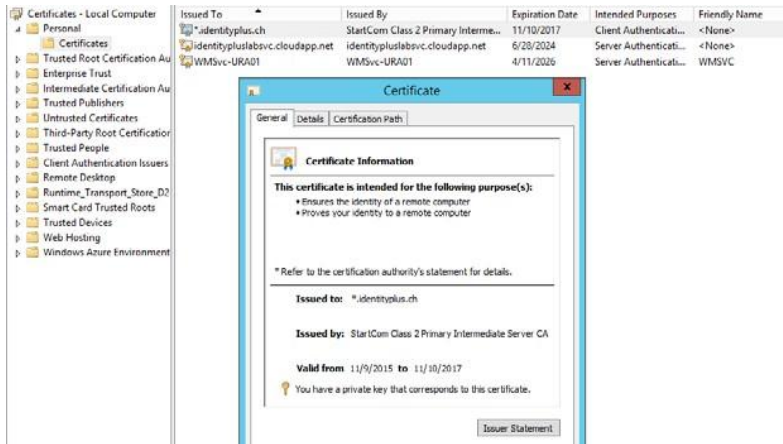 Certificates - Local Computer
Personal
Certificates
Trusted Root Certification Au
Enterprise Trust
Intermediate Certification Au
Trusted Publishers
Untrusted Certificates
Third-Party Root Certification
Trusted People
Client Authentication Issuers
Remote Desktop
Runtime_Transport_Store_D2
Smart Card Trusted Roots
Trusted Devices
Web Hosting
Windows Azure Environment
Issued To Issued By Expiration Date Intended Purposes Friendly Name
*.identityplus.ch StartCom Class 2 Primary Interme... 11/10/2017 Client Authenticati... <None>
identitypluslabsvc.cloudapp.net identitypluslabsvc.cloudapp.net 6/28/2024 Server Authenticati... <None>
WMSvc-URA01 WMSvc-URA01 4/11/2026 Server Authenticati... WMSVC
Certificate
X
General Details Certification Path
Certificate Information
This certificate is intended for the following purpose(s):
• Ensures the identity of a remote computer
• Proves your identity to a remote computer
* Refer to the certification authority's statement for details.
Issued to: *.identityplus.ch
Issued by: StartCom Class 2 Primary Intermediate Server CA
Valid from 11/9/2015 to 11/10/2017
You have a private key that corresponds to this certificate.
Issuer Statement